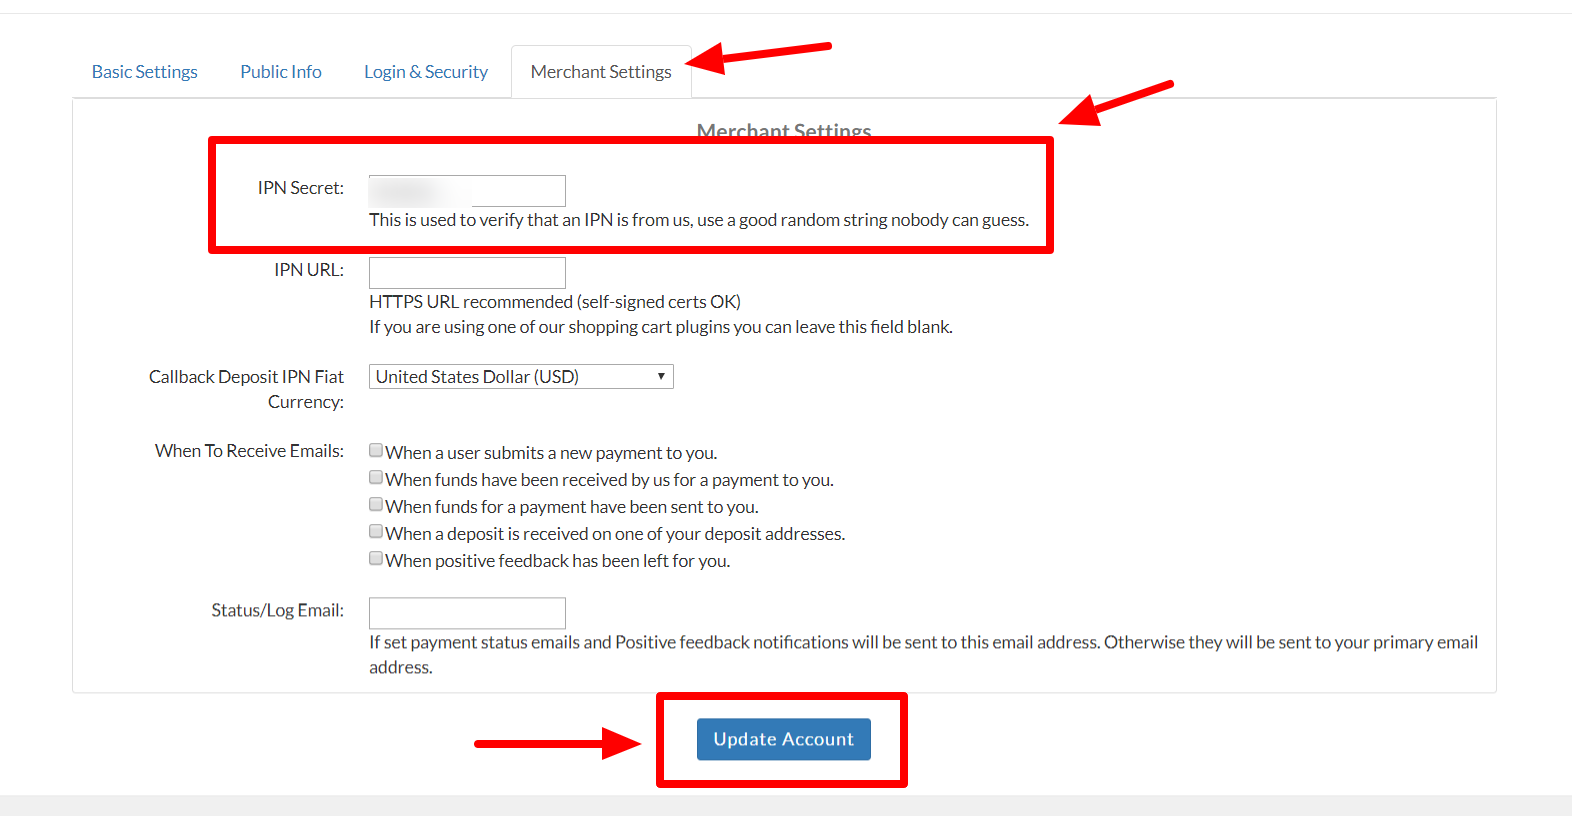 Basic Settings
Public Info
Login & Security
Merchant Settings
Merchant Settings
IPN Secret:
This is used to verify that an IPN is from us, use a good random string nobody can guess.
IPN URL:
HTTPS URL recommended (self-signed certs OK)
If you are using one of our shopping cart plugins you can leave this field blank.
Callback Deposit IPN Fiat
Currency:
United States Dollar (USD)
When To Receive Emails:
When a user submits a new payment to you.
When funds have been received by us for a payment to you.
When funds for a payment have been sent to you.
When a deposit is received on one of your deposit addresses.
When positive feedback has been left for you.
Status/Log Email:
If set payment status emails and Positive feedback notifications will be sent to this email address. Otherwise they will be sent to your primary email
address.
Update Account